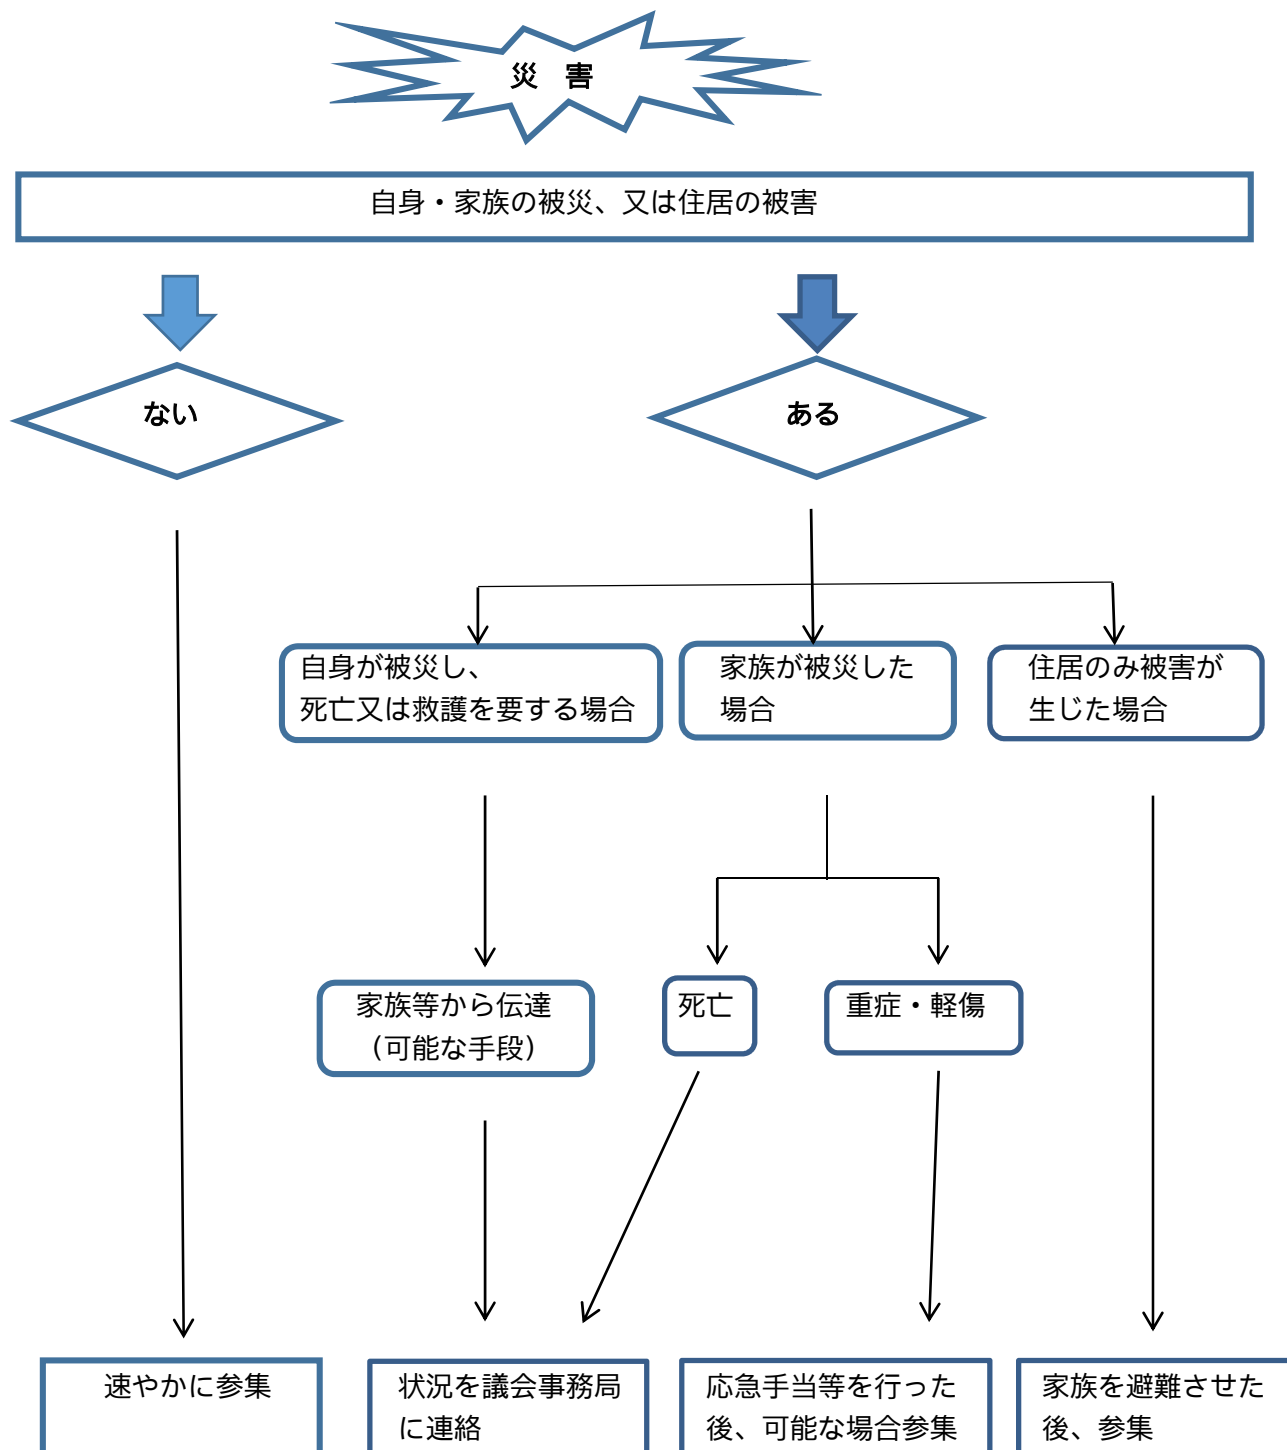 災　害
自身・家族の被災、又は住居の被害
ない
ある
自身が被災し、
死亡又は救護を要する場合
家族が被災した
場合
住居のみ被害が
生じた場合
家族等から伝達
（可能な手段）
死亡
重症・軽傷
速やかに参集
状況を議会事務局
に連絡
応急手当等を行った
後、可能な場合参集
家族を避難させた
後、参集